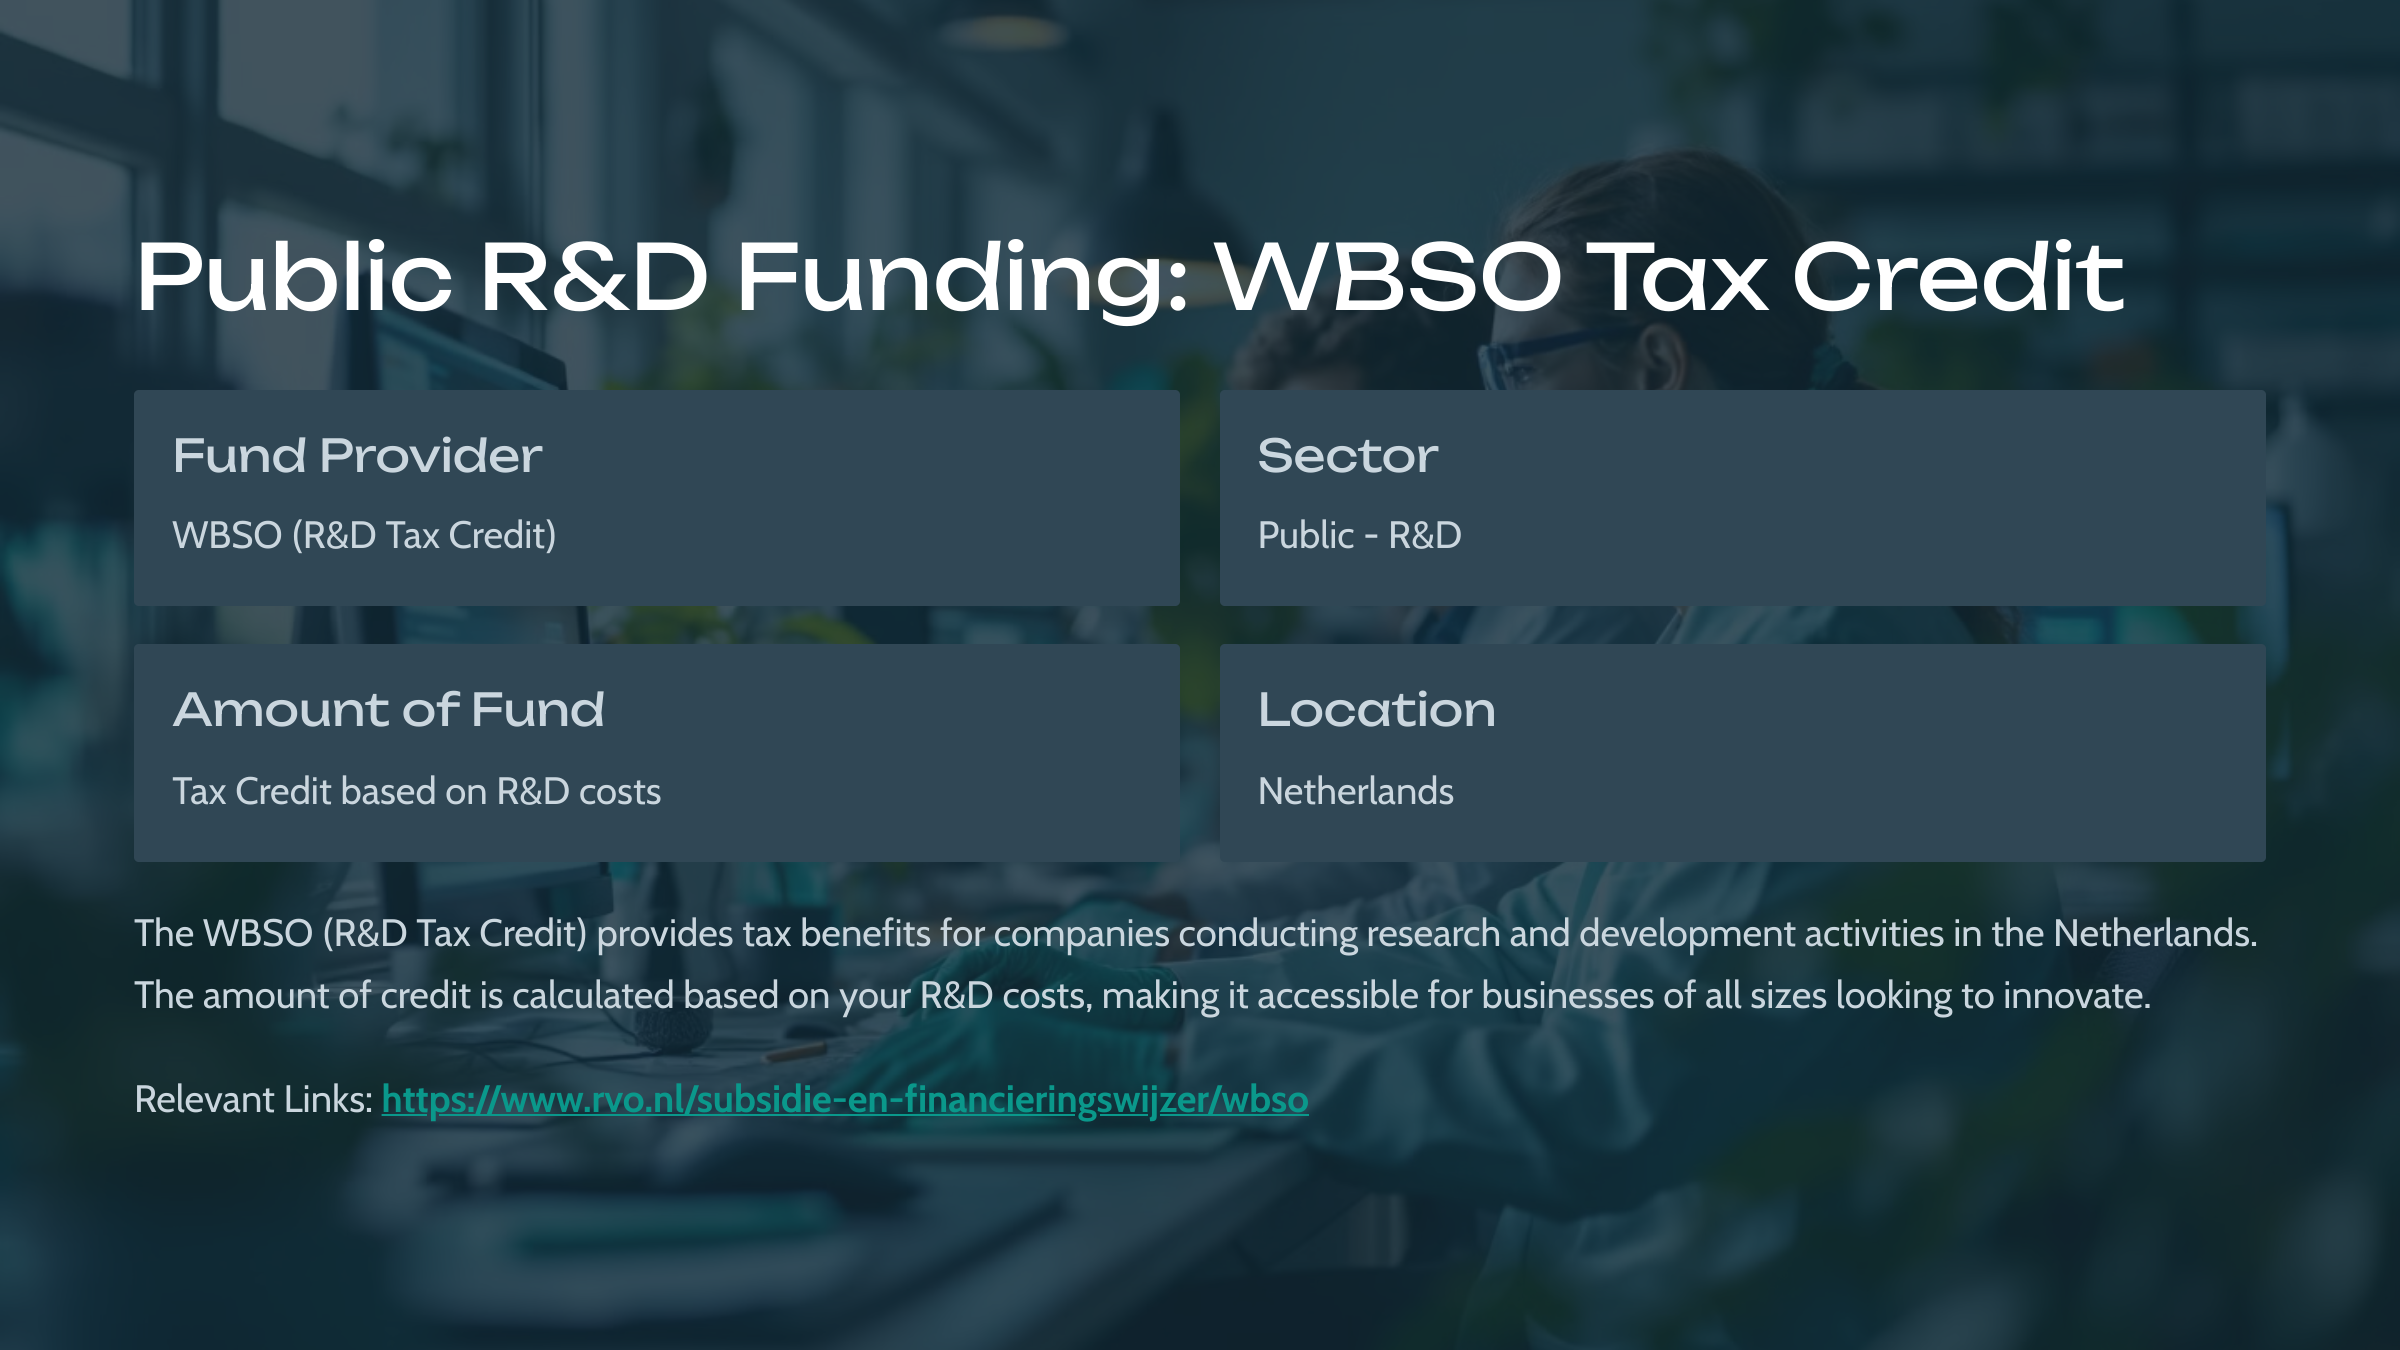 Public R&D Funding: WBSO Tax Credit
Fund Provider
WBSO (R&D Tax Credit)
Sector
Public - R&D
Amount of Fund
Tax Credit based on R&D costs
Location
Netherlands
The WBSO (R&D Tax Credit) provides tax benefits for companies conducting research and development activities in the Netherlands.
The amount of credit is calculated based on your R&D costs, making it accessible for businesses of all sizes looking to innovate.
Relevant Links: https://www.rvo.nl/subsidie-en-financieringswijzer/wbso